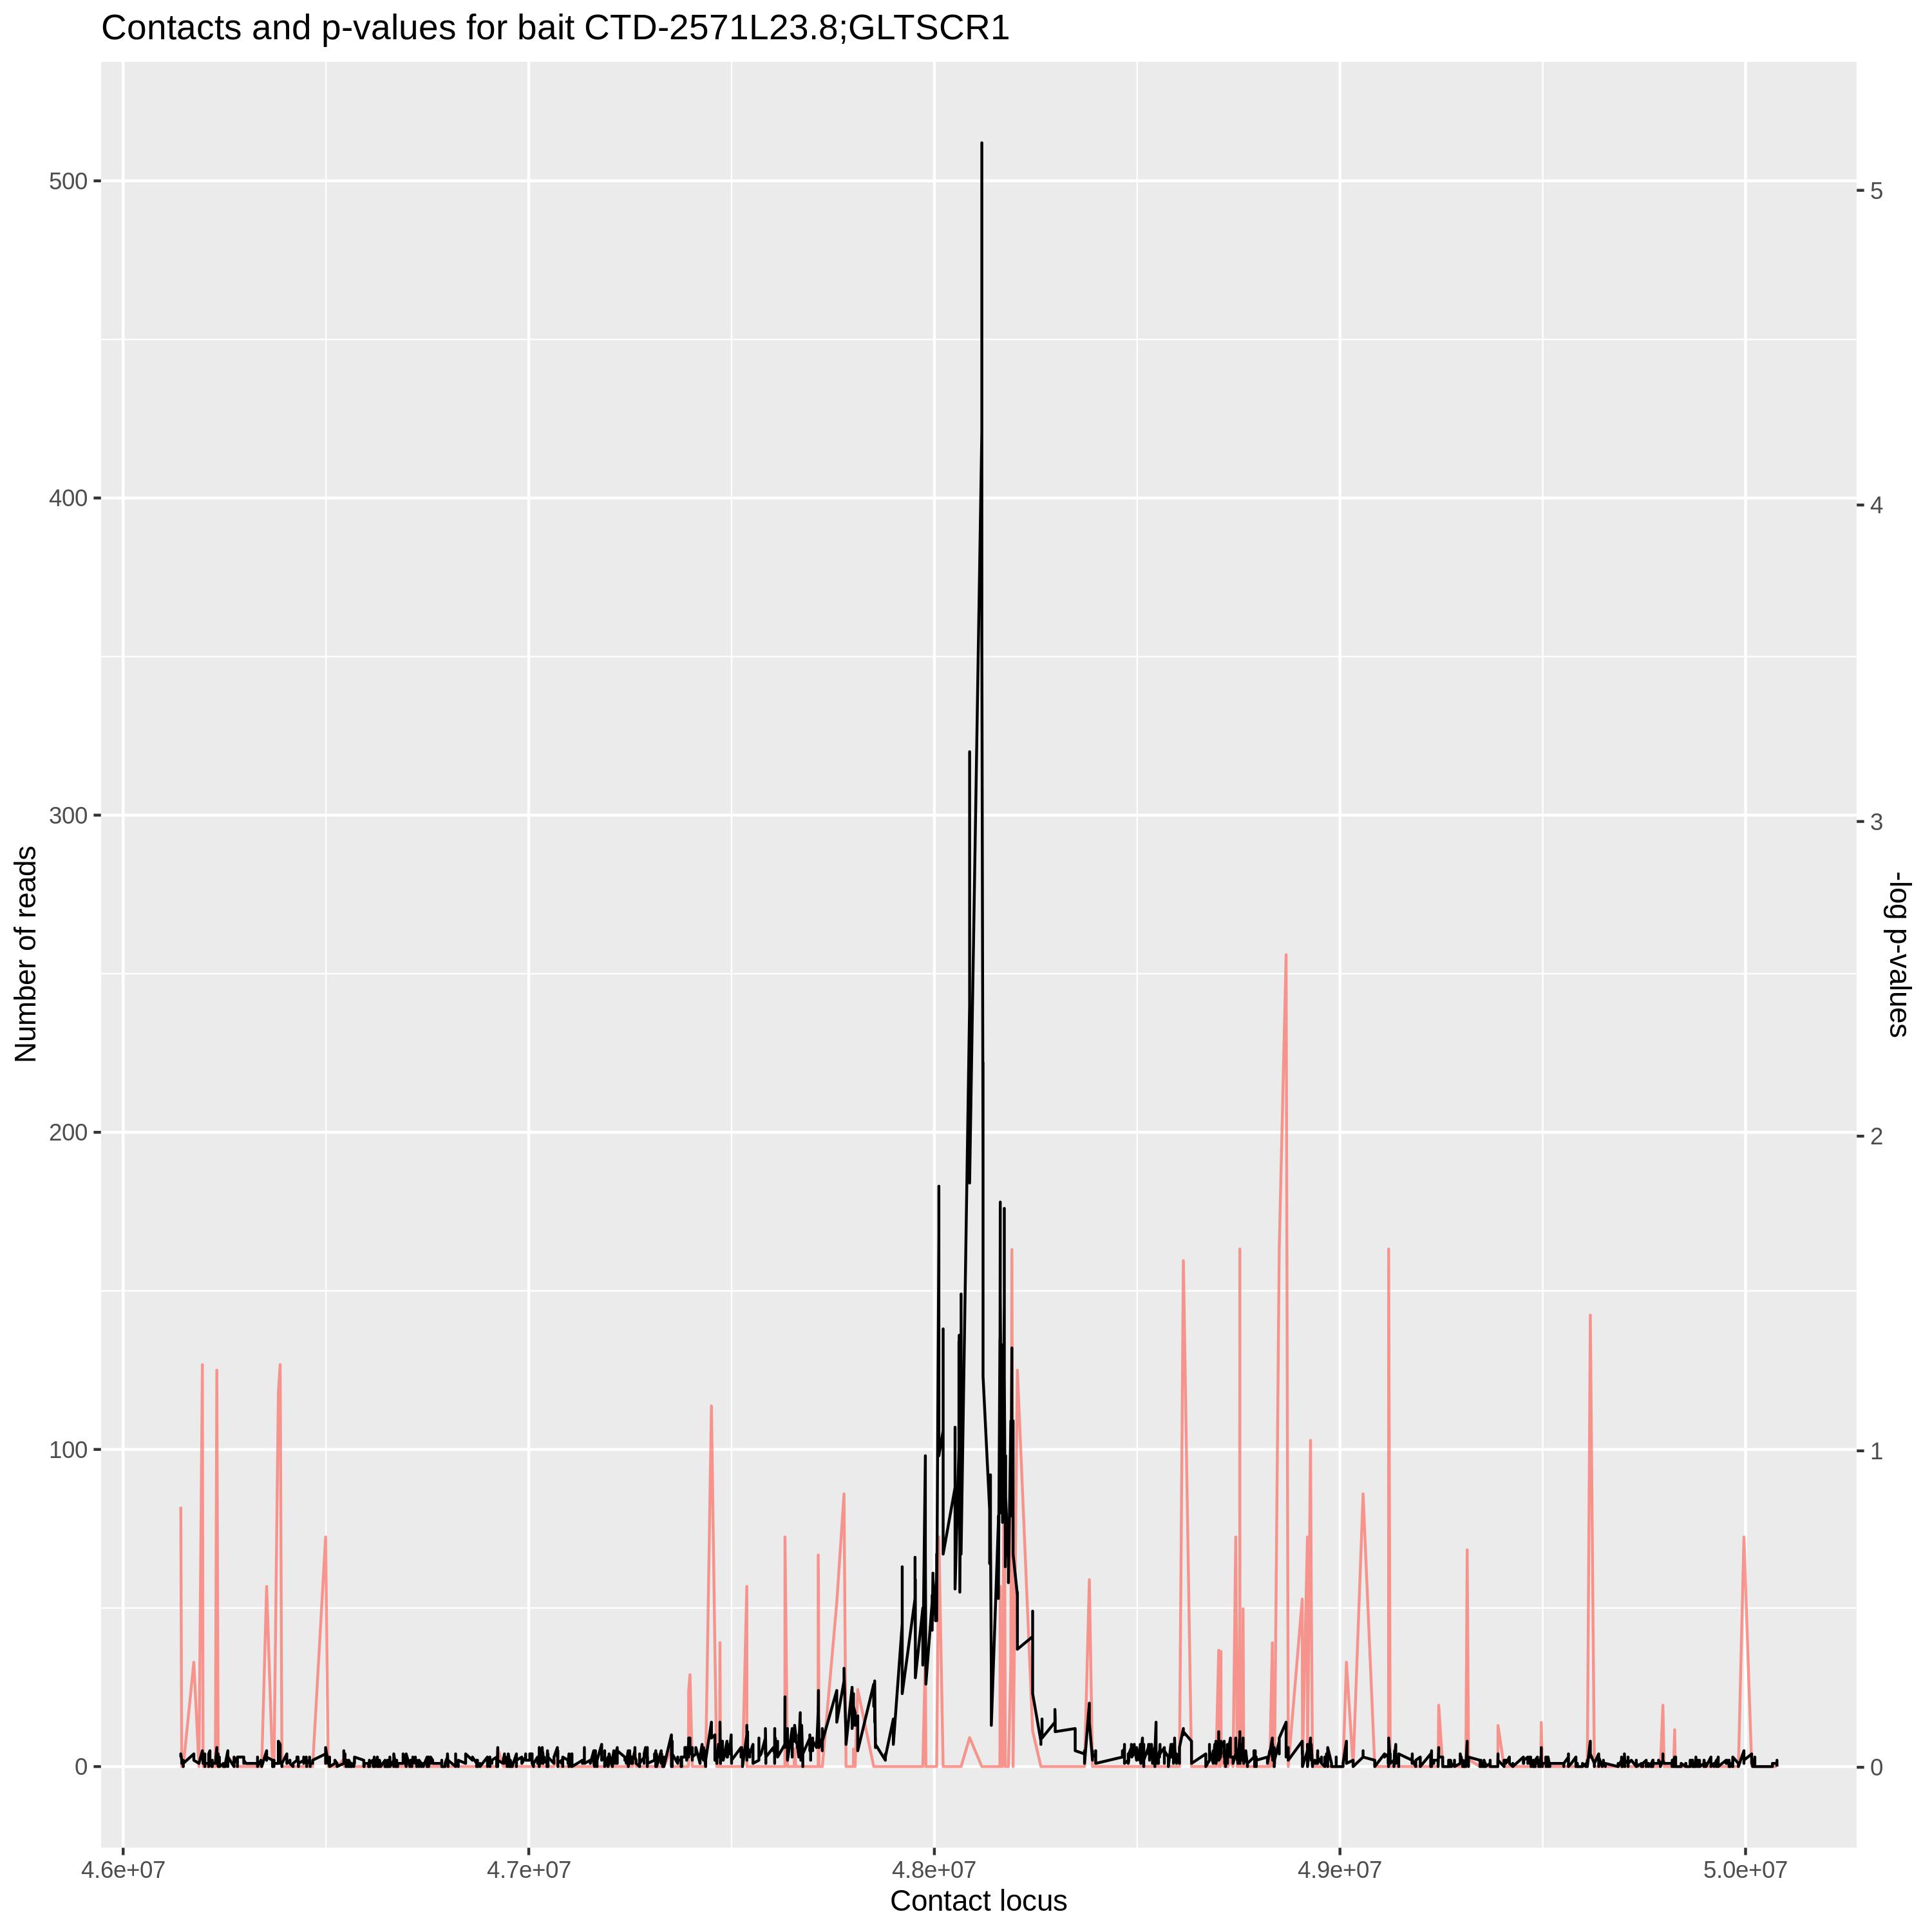 Contacts and p-values for bait CTD-2571L23.8;GLTSCR1
500
400
300
200
100
0
Number of reads
5
4
3
2
1
0
-log p-values
4.6e+07
4.7e+07
4.8e+07
4.9e+07
5.0e+07
Contact locus